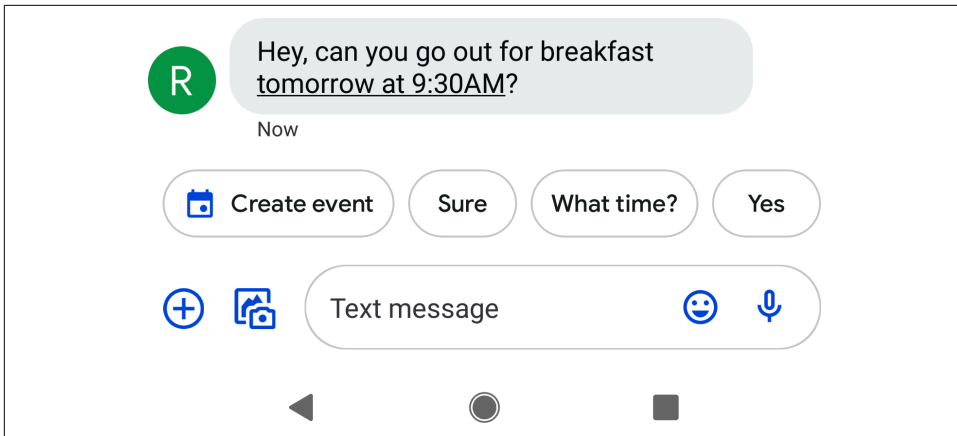 R
Hey, can you go out for breakfast
tomorrow at 9:30AM?
Now
Create event
Sure
What time?
Yes
Text message